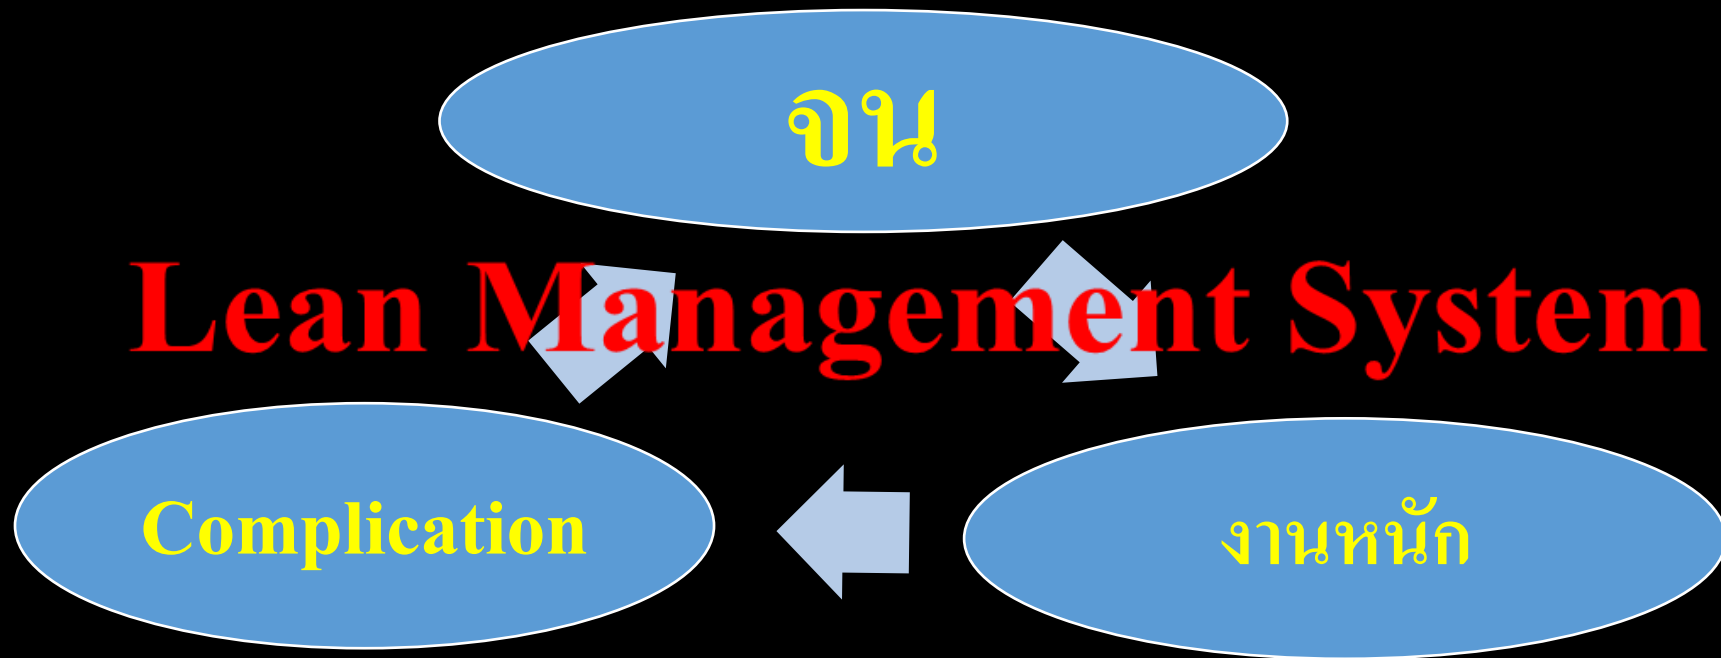 จน
Lean Management System
Complication
งานหนัก